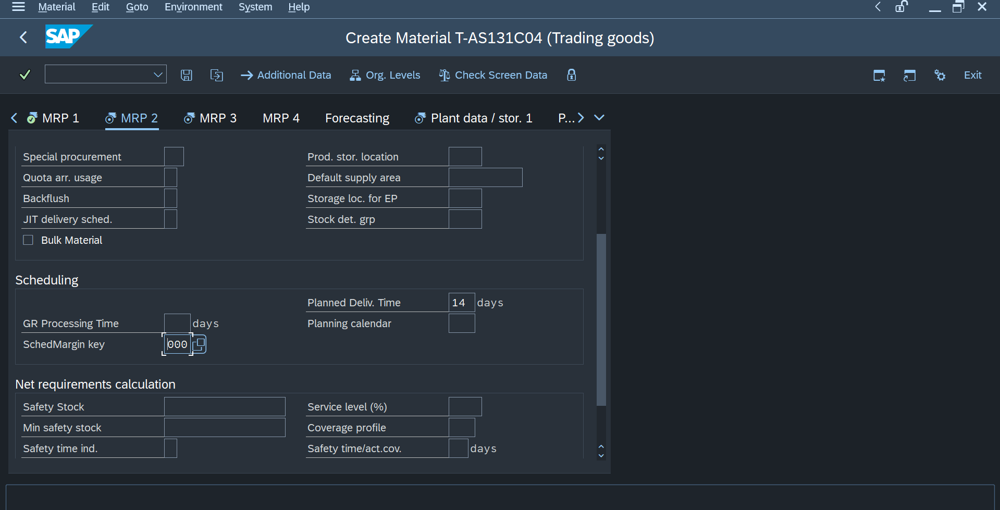 Material Edit Goto Environment System Help
SAP Create Material T-AS131C04 (Trading goods)
Additional Data Org. Levels Check Screen Data Exit
MRP 1 MRP 2 MRP 3 MRP 4 Forecasting Plant data / stor. 1 P...
Special procurement Prod. stor. location
Quota arr. usage Default supply area
Backflush Storage loc. for EP
JIT delivery sched. Stock det. grp
Bulk Material
Scheduling
Planned Deliv. Time 14 days
GR Processing Time days Planning calendar
SchedMargin key 000
Net requirements calculation
Safety Stock Service level (%)
Min safety stock Coverage profile
Safety time ind. Safety time/act.cov. days